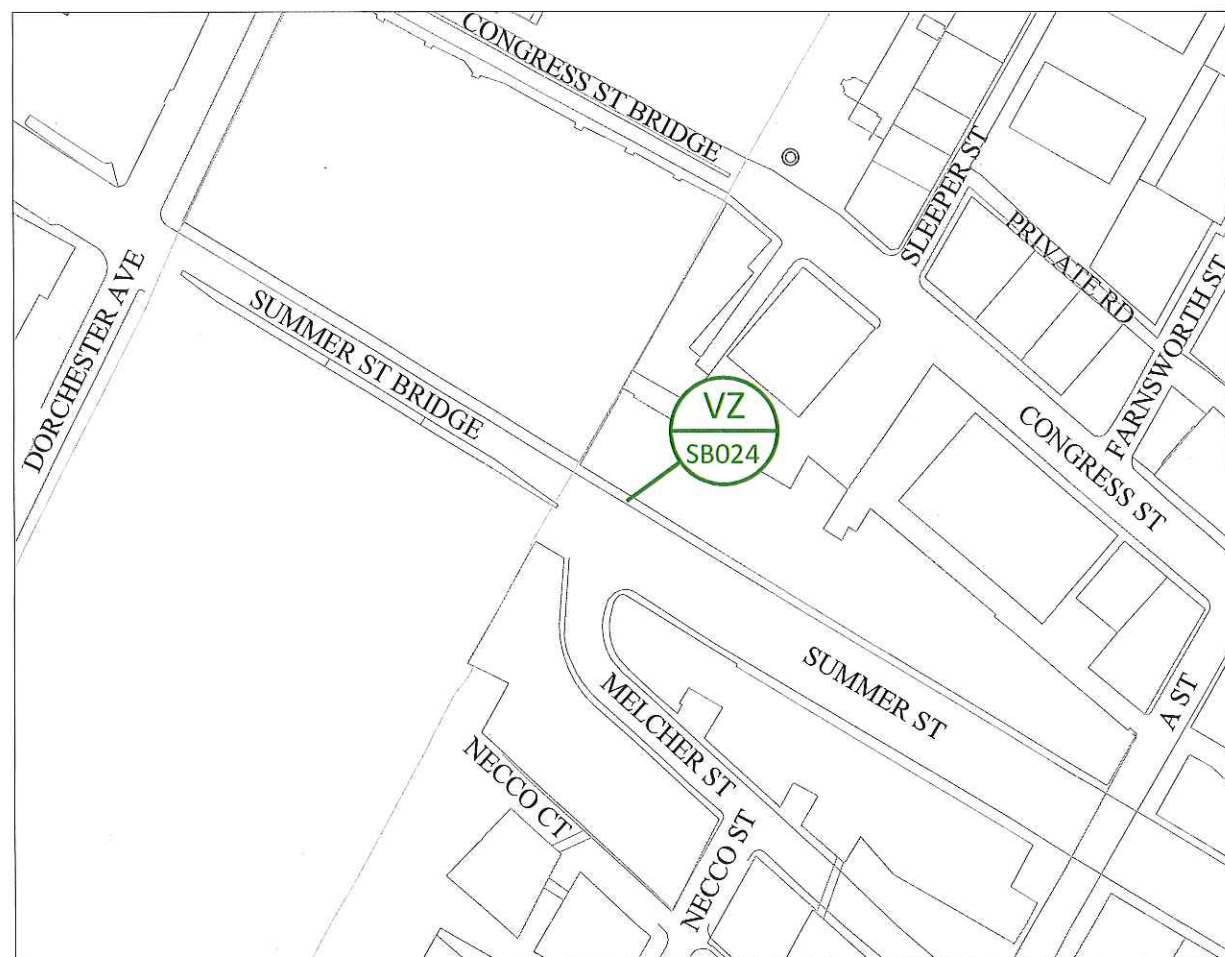 CONGRESS ST BRIDGE
SLEEPER ST
PRIVATE RD
FARNSWORTH ST
DORCHESTER AVE
SUMMER ST BRIDGE
VZ
SB024
CONGRESS ST
SUMMER ST
A ST
MELCHER ST
NECCO CT
NECCO ST